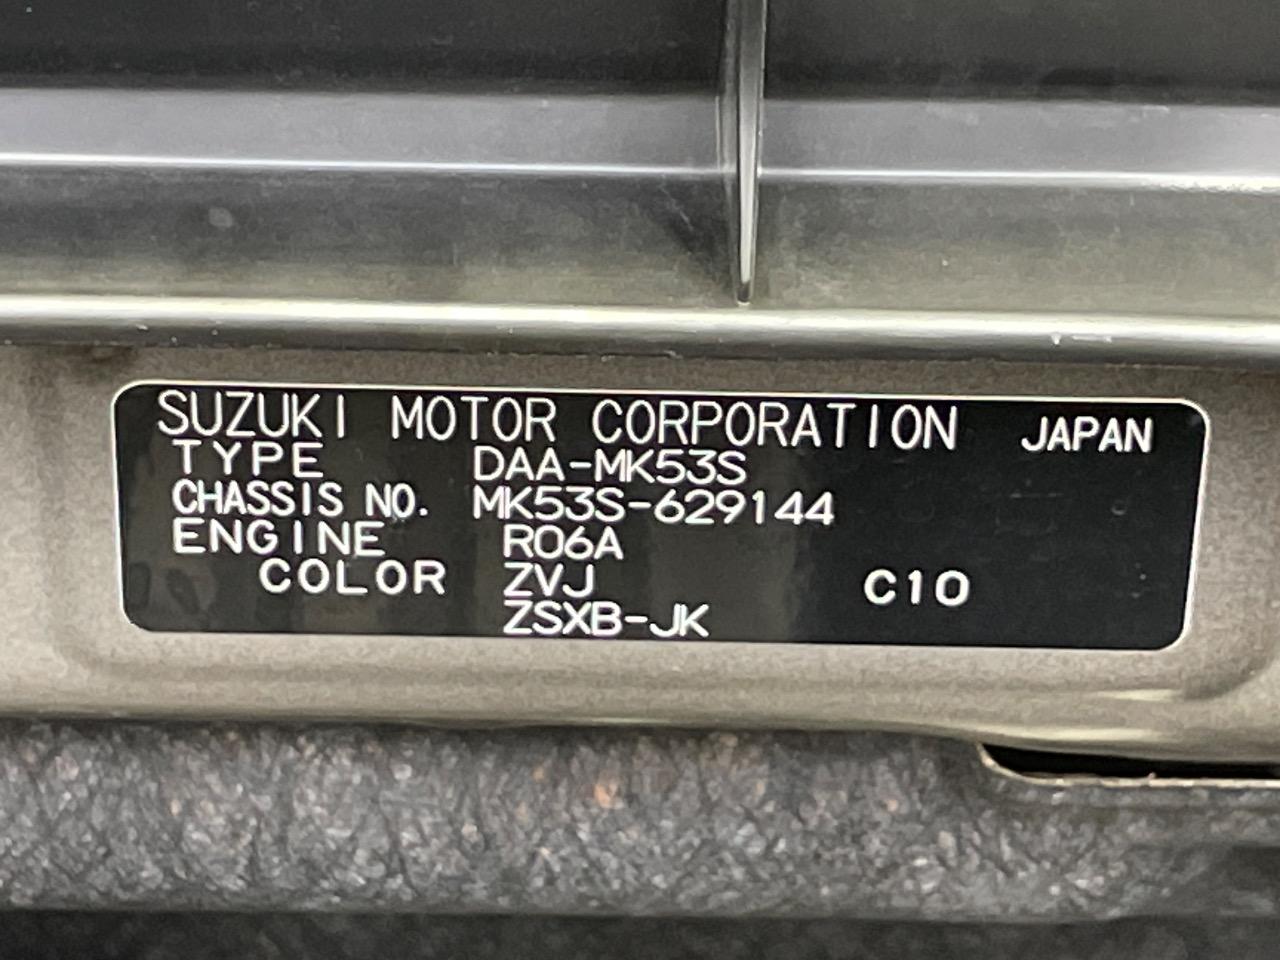 SUZUKI MOTOR CORPORATION JAPAN
TYPE DAA-MK53S
CHASSIS NO. MK53S-629144
ENGINE R06A
COLOR ZVJ C10
ZSXB-JK